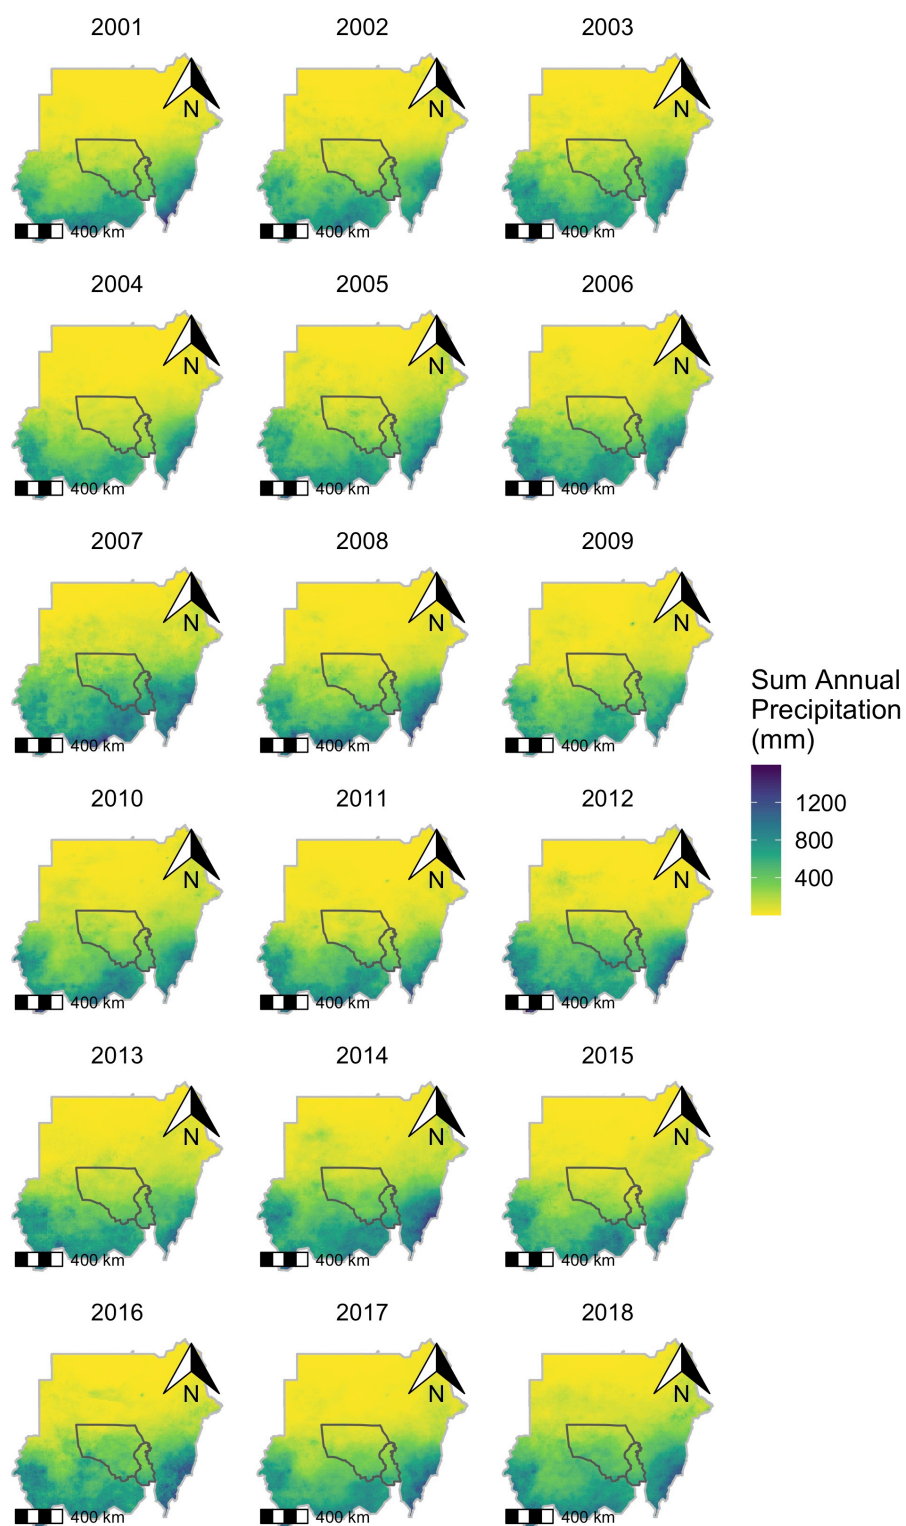 2001 2002 2003
N N N
400 km 400 km 400 km
2004 2005 2006
N N N
400 km 400 km 400 km
2007 2008 2009
N N N
400 km 400 km 400 km
Sum Annual
Precipitation
(mm)
1200
800
400
2010 2011 2012
N N N
400 km 400 km 400 km
2013 2014 2015
N N N
400 km 400 km 400 km
2016 2017 2018
N N N
400 km 400 km 400 km